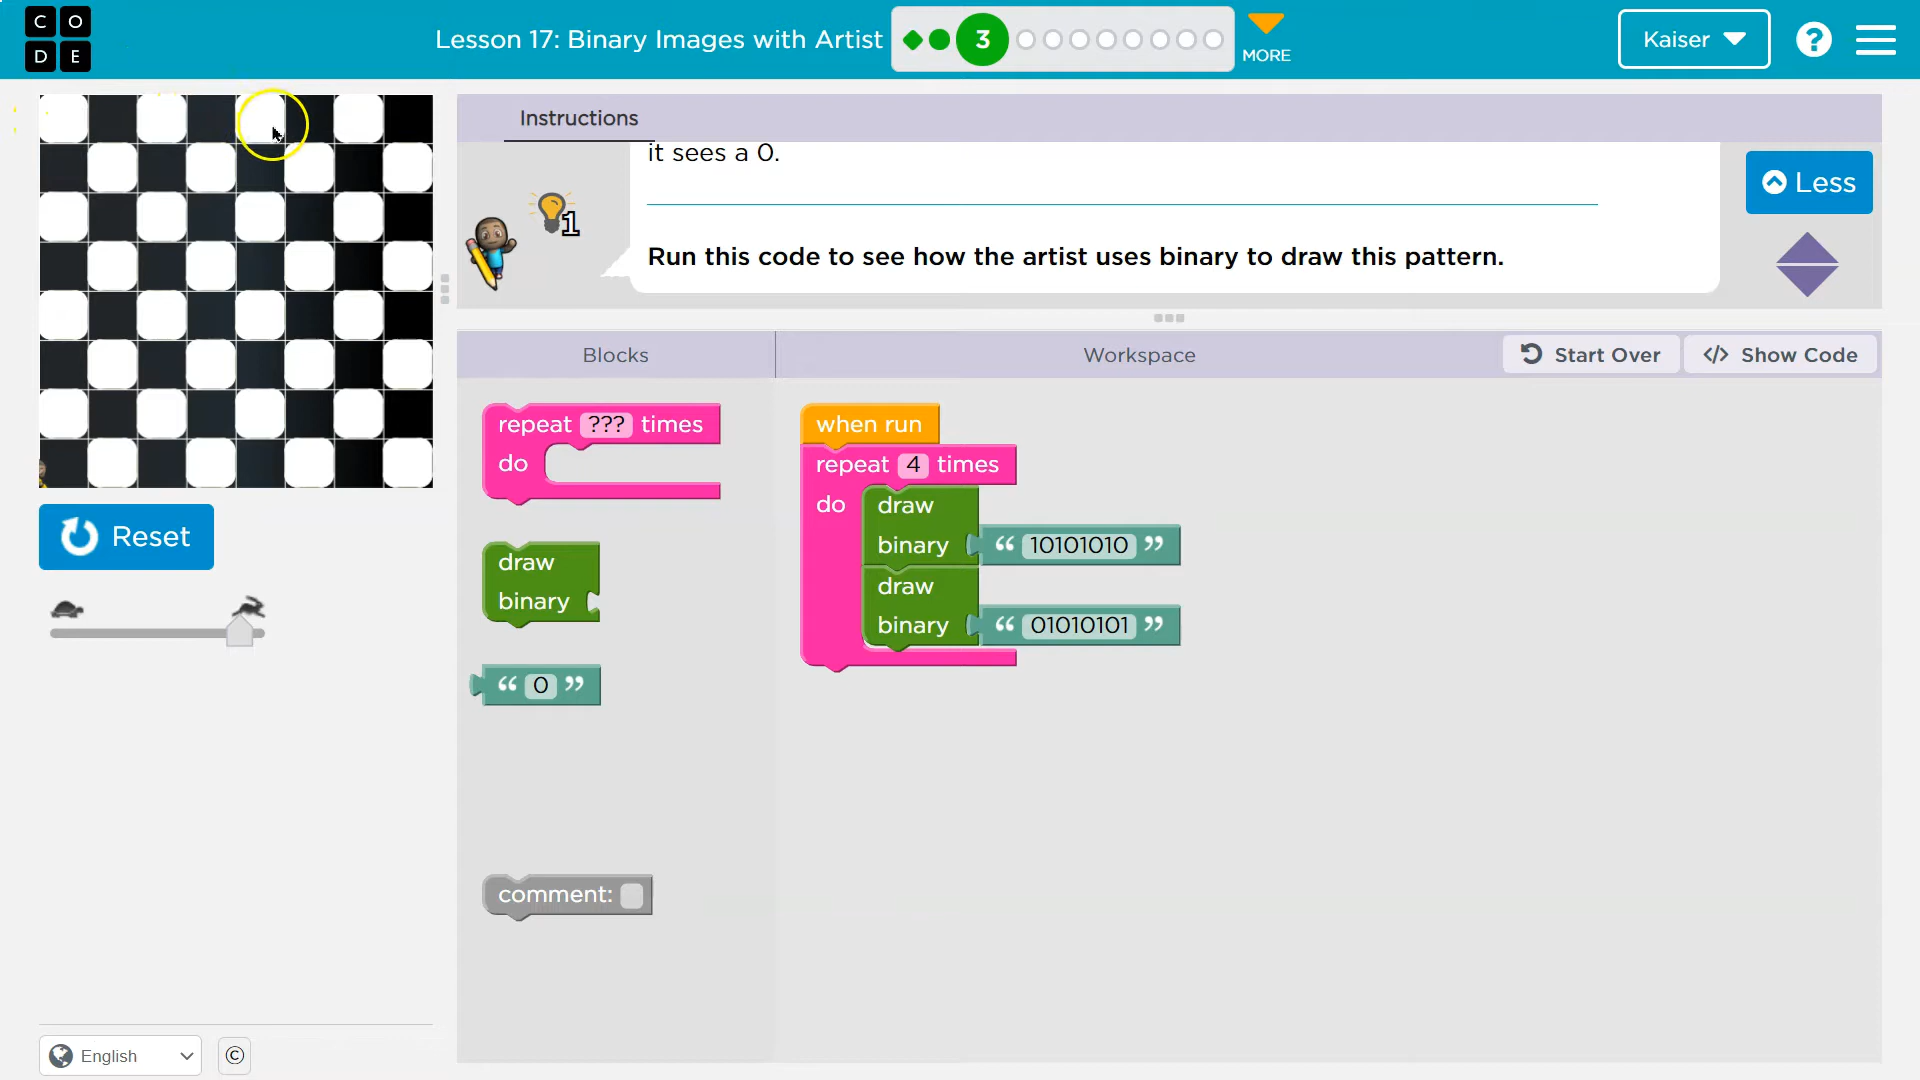 C O
D E
Lesson 17: Binary Images with Artist
3
MORE
Kaiser
?
Instructions
it sees a 0.
1
Run this code to see how the artist uses binary to draw this pattern.
Less
Blocks
Workspace
Start Over
</> Show Code
repeat ??? times
do
draw
binary
“ 0 ”
comment:
when run
repeat 4 times
do
draw
binary “ 10101010 ”
draw
binary “ 01010101 ”
Reset
English
©